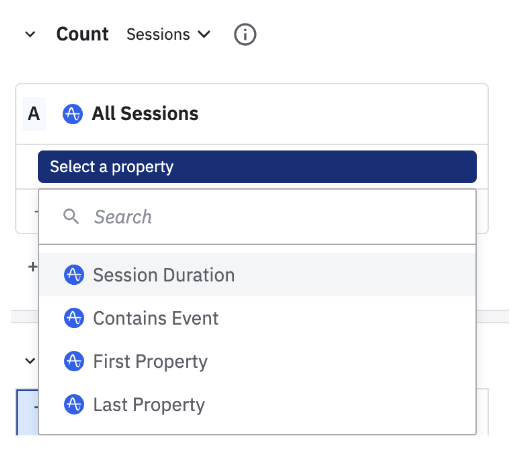 Count Sessions
A All Sessions
Select a property
Search
Session Duration
Contains Event
First Property
Last Property